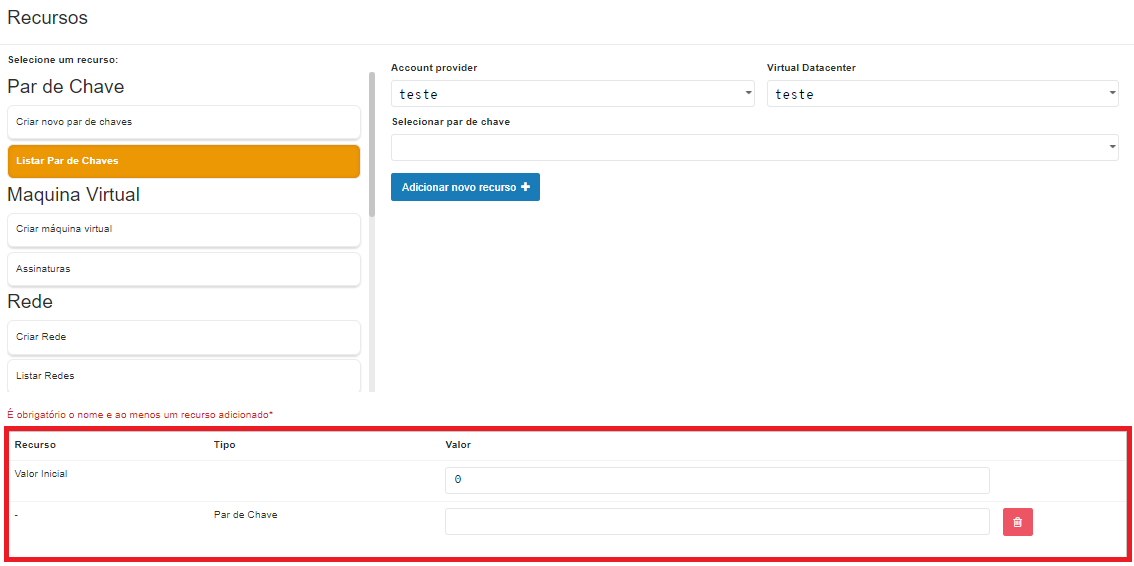 Recursos
Selecione um recurso:
Par de Chave
Criar novo par de chaves
Listar Par de Chaves
Maquina Virtual
Criar máquina virtual
Assinaturas
Rede
Criar Rede
Listar Redes
Account provider
teste
Virtual Datacenter
teste
Selecionar par de chave
Adicionar novo recurso +
É obrigatório o nome e ao menos um recurso adicionado*
Recurso Tipo Valor
Valor Inicial 0
- Par de Chave